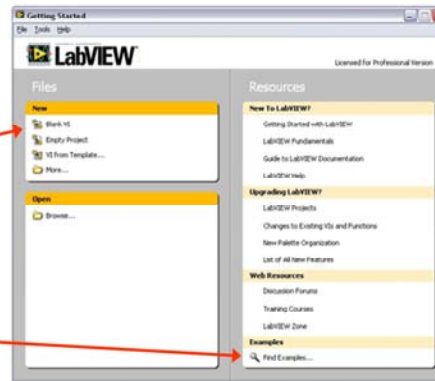 Getting Started
File Tools Help
LabVIEW
Licensed for Professional Version
Files
New
Blank VI
Empty Project
VI from Template...
More...
Open
Browse...
Resources
New To LabVIEW?
Getting Started with LabVIEW
LabVIEW Fundamentals
Guide to LabVIEW Documentation
LabVIEW Help
Upgrading LabVIEW?
LabVIEW Projects
Changes to Existing VIs and Functions
New Palette Organization
List of All New Features
Web Resources
Discussion Forums
Training Courses
LabVIEW Zone
Examples
Find Examples...